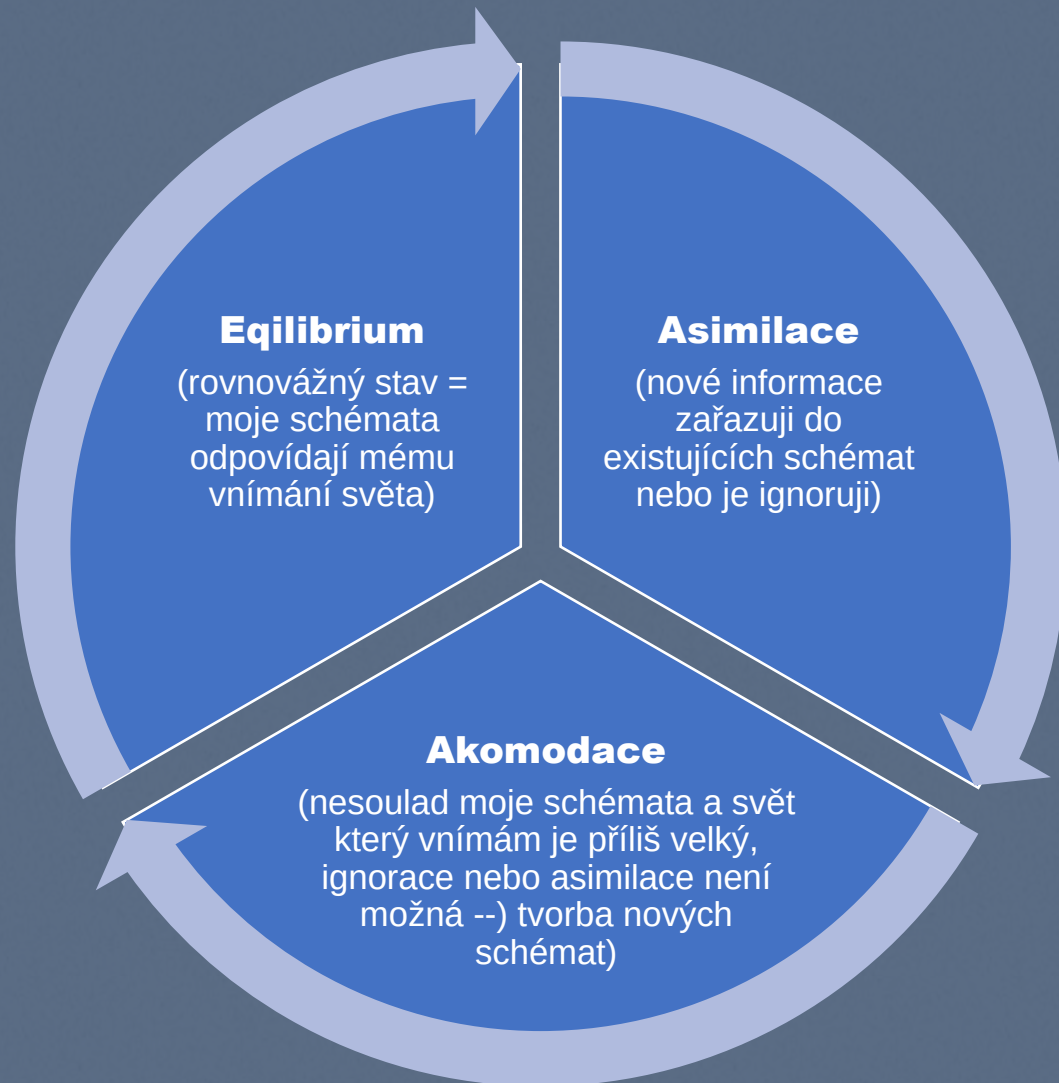 Eqilibrium
(rovnovážný stav =
moje schémata
odpovídají mému
vnímání světa)
Asimilace
(nové informace
zařazuji do
existujících schémat
nebo je ignoruji)
Akomodace
(nesoulad moje schémata a svět
který vnímám je příliš velký,
ignorace nebo asimilace není
možná --) tvorba nových
schémat)